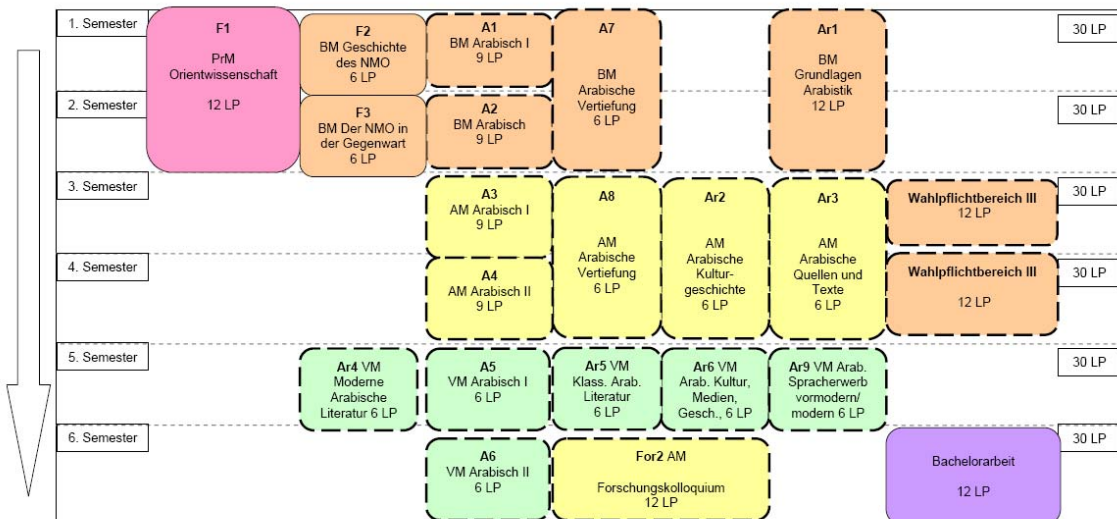 1. Semester
F1
PrM
Orientwissenschaft
12 LP
F2
BM Geschichte
des NMO
6 LP
A1
BM Arabisch I
9 LP
A7
BM
Arabische
Vertiefung
6 LP
Ar1
BM
Grundlagen
Arabistik
12 LP
30 LP
2. Semester
F3
BM Der NMO in
der Gegenwart
6 LP
A2
BM Arabisch
9 LP
30 LP
3. Semester
A3
AM Arabisch I
9 LP
A8
AM
Arabische
Vertiefung
6 LP
Ar2
AM
Arabische
Kultur-
geschichte
6 LP
Ar3
AM
Arabische
Quellen und
Texte
6 LP
Wahlpflichtbereich III
12 LP
30 LP
4. Semester
A4
AM Arabisch II
9 LP
Wahlpflichtbereich III
12 LP
30 LP
5. Semester
Ar4 VM
Moderne
Arabische
Literatur 6 LP
A5
VM Arabisch I
6 LP
Ar5 VM
Klass. Arab.
Literatur
6 LP
Ar6 VM
Arab. Kultur,
Medien,
Gesch., 6 LP
Ar9 VM Arab.
Spracherwerb
vormodern/
modern 6 LP
30 LP
6. Semester
A6
VM Arabisch II
6 LP
For2 AM
Forschungskolloquium
12 LP
Bachelorarbeit
12 LP
30 LP